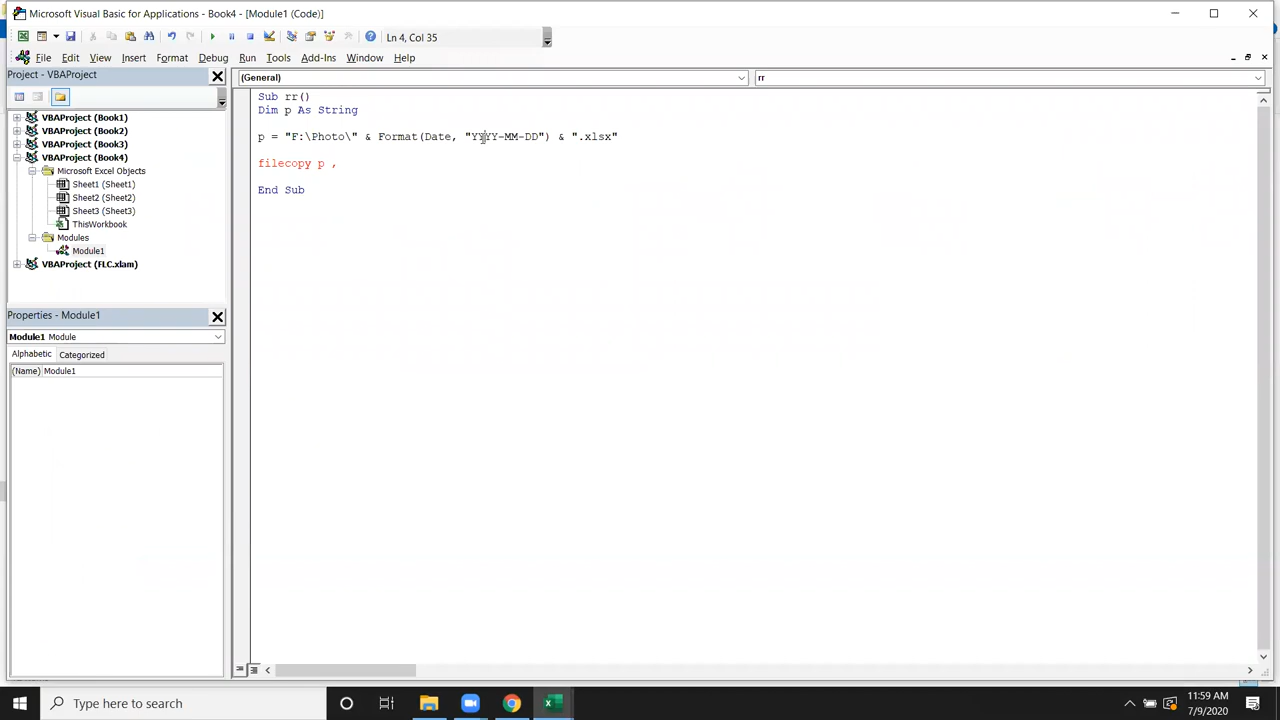 Microsoft Visual Basic for Applications - Book4 - [Module1 (Code)]
Ln 4, Col 35
File Edit View Insert Format Debug Run Tools Add-Ins Window Help
Project - VBAProject
(General)
rr
VBAProject (Book1)
VBAProject (Book2)
VBAProject (Book3)
VBAProject (Book4)
Microsoft Excel Objects
Sheet1 (Sheet1)
Sheet2 (Sheet2)
Sheet3 (Sheet3)
ThisWorkbook
Modules
Module1
VBAProject (FLC.xlam)
Sub rr()
Dim p As String
p = "F:\Photo\" & Format(Date, "YYYY-MM-DD") & ".xlsx"
filecopy p ,
End Sub
Properties - Module1
Module1 Module
Alphabetic Categorized
(Name) Module1
Type here to search
11:59 AM
7/9/2020